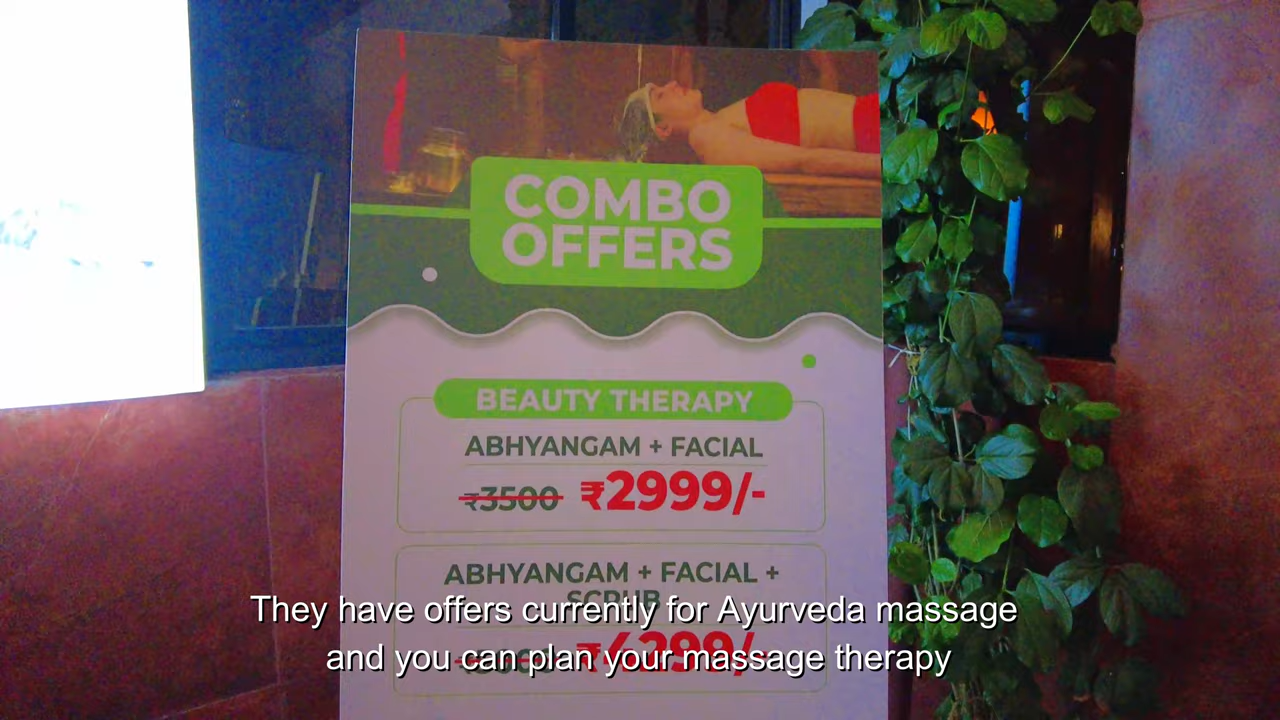 COMBO
OFFERS
BEAUTY THERAPY
ABHYANGAM + FACIAL
₹3500 ₹2999/-
ABHYANGAM + FACIAL +
SCRUB
They have offers currently for Ayurveda massage
and you can plan your massage therapy